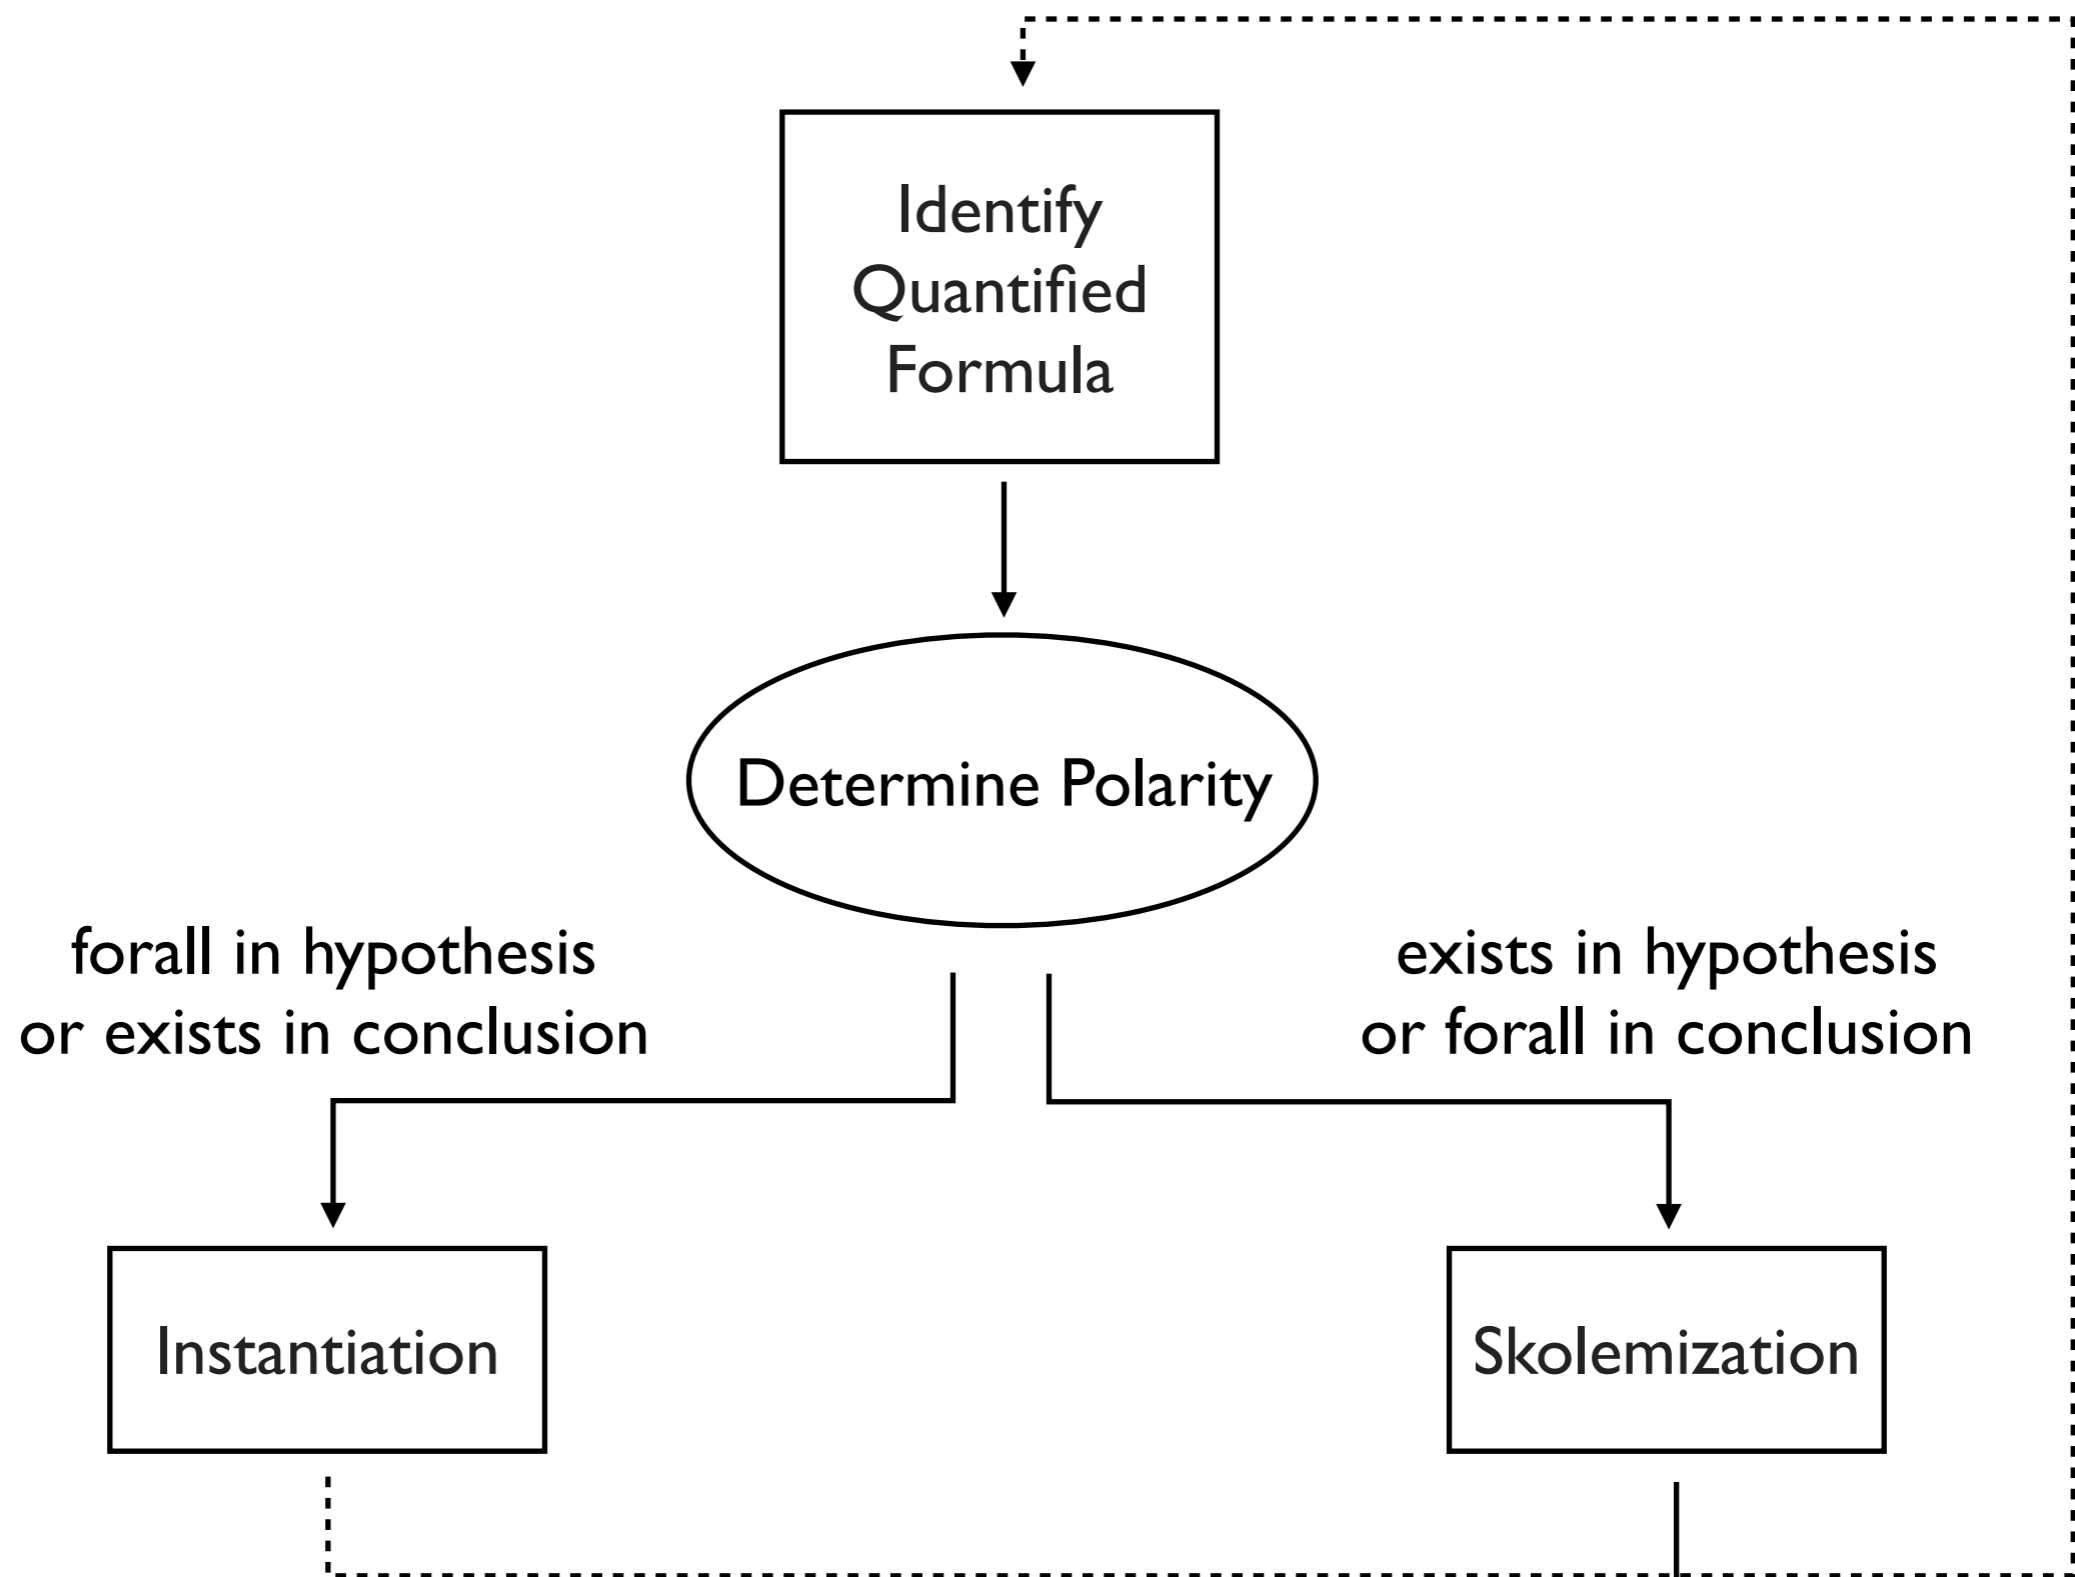 Identify
Quantified
Formula
Determine Polarity
forall in hypothesis
or exists in conclusion
exists in hypothesis
or forall in conclusion
Instantiation
Skolemization